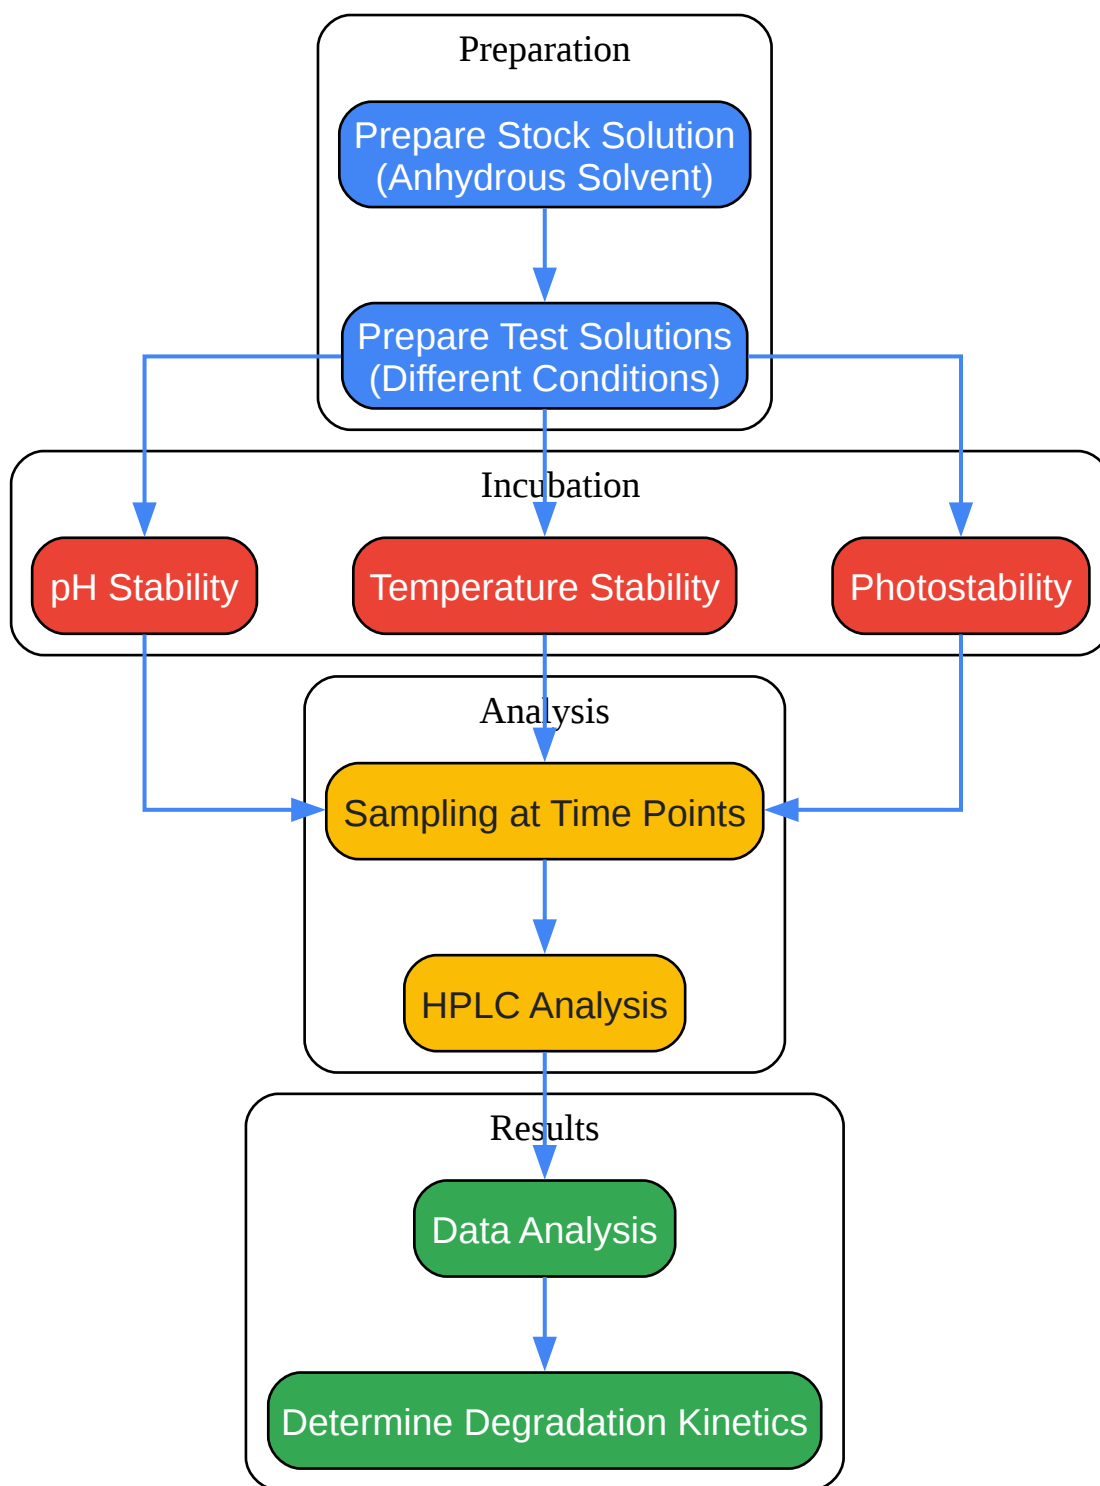 Preparation
Prepare Stock Solution
(Anhydrous Solvent)
Prepare Test Solutions
(Different Conditions)
Incubation
pH Stability
Temperature Stability
Photostability
Analysis
Sampling at Time Points
HPLC Analysis
Results
Data Analysis
Determine Degradation Kinetics